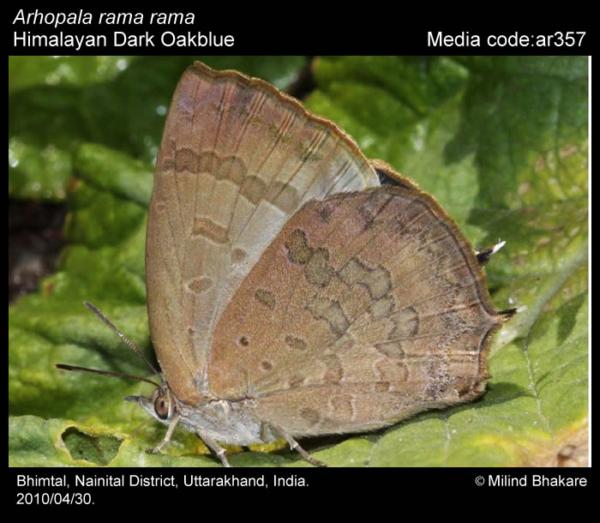 Arhopala rama rama
Himalayan Dark Oakblue
Media code:ar357
Bhimtal, Nainital District, Uttarakhand, India.
2010/04/30.
© Milind Bhakare